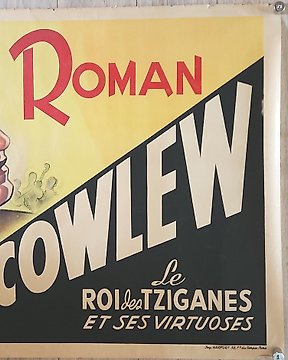 ROMAN
COWLEW
Le
ROI des TZIGANES
ET SES VIRTUOSES